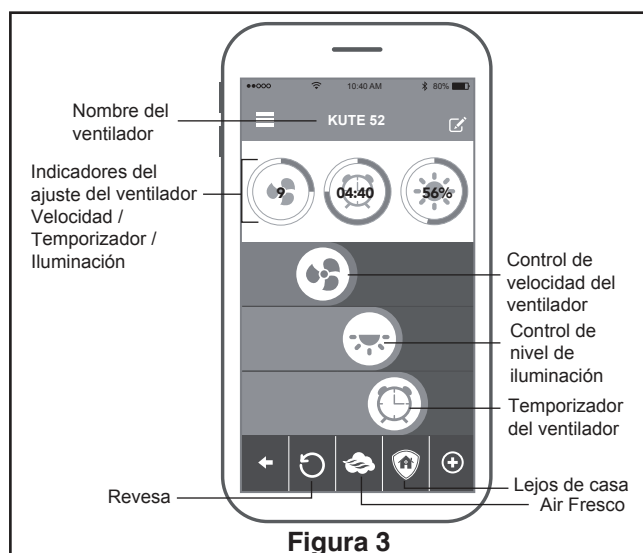 10:40 AM
80%
Nombre del
ventilador
KUTE 52
Indicadores del
ajuste del ventilador
Velocidad /
Temporizador /
Iluminación
9
04:40
56%
Control de
velocidad del
ventilador
Control de
nivel de
iluminación
Temporizador
del ventilador
Lejos de casa
Air Fresco
Revesa
Figura 3